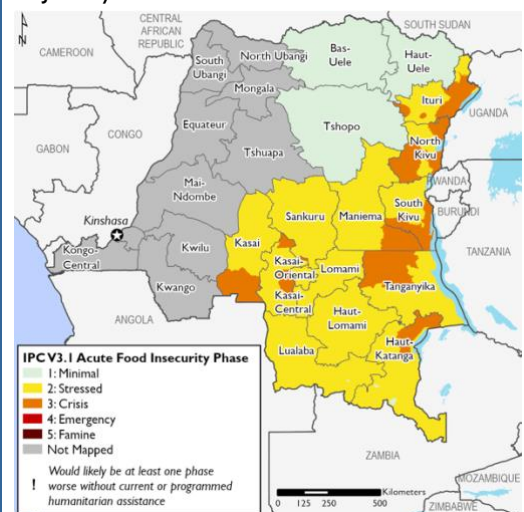 N
CENTRAL
AFRICAN
REPUBLIC
SOUTH SUDAN
CAMEROON
North Ubangi
Bas-
Uele
Haut-
Uele
South
Ubangi
Mongala
Ituri
UGANDA
Equateur
Tshopo
CONGO
GABON
Tshuapa
North
Kivu
Mai-
Ndombe
RWANDA
Kinshasa
Sankuru
Maniema
South
Kivu
BURUNDI
Kasai
Kwilu
Kongo-
Central
TANZANIA
Kasai-
Oriental
Lomami
Kwango
Tanganyika
Kasai-
Central
ANGOLA
Haut-
Lomami
Lualaba
Haut-
Katanga
IPC V3.1 Acute Food Insecurity Phase
1: Minimal
2: Stressed
3: Crisis
4: Emergency
5: Famine
Not Mapped
! Would likely be at least one phase
worse without current or programmed
humanitarian assistance
ZAMBIA
MOZAMBIQUE
Kilometers
0 125 250 500
ZIMBABWE